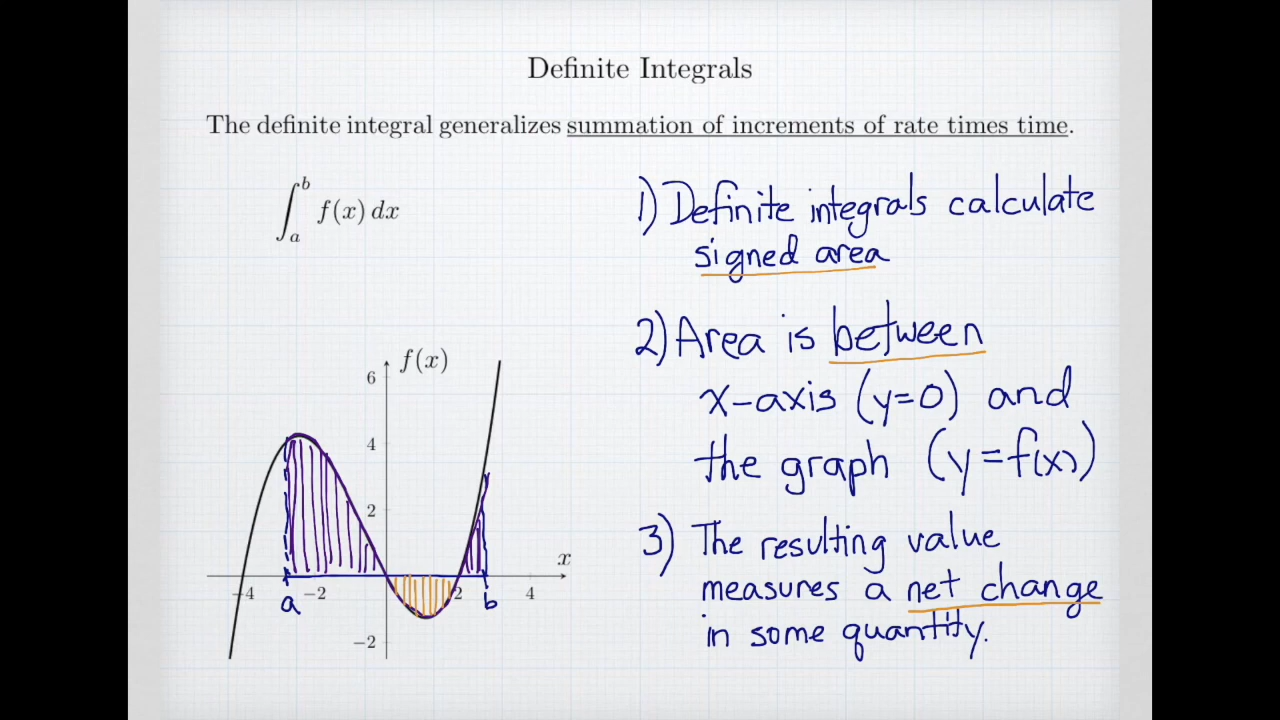 Definite Integrals
The definite integral generalizes summation of increments of rate times time.
∫_a^b f(x) dx
1) Definite integrals calculate
signed area
2) Area is between
x-axis (y=0) and
the graph (y=f(x))
3) The resulting value
measures a net change
in some quantity.
f(x)
6
4
2
x
−4 −2 2 4
a b
−2